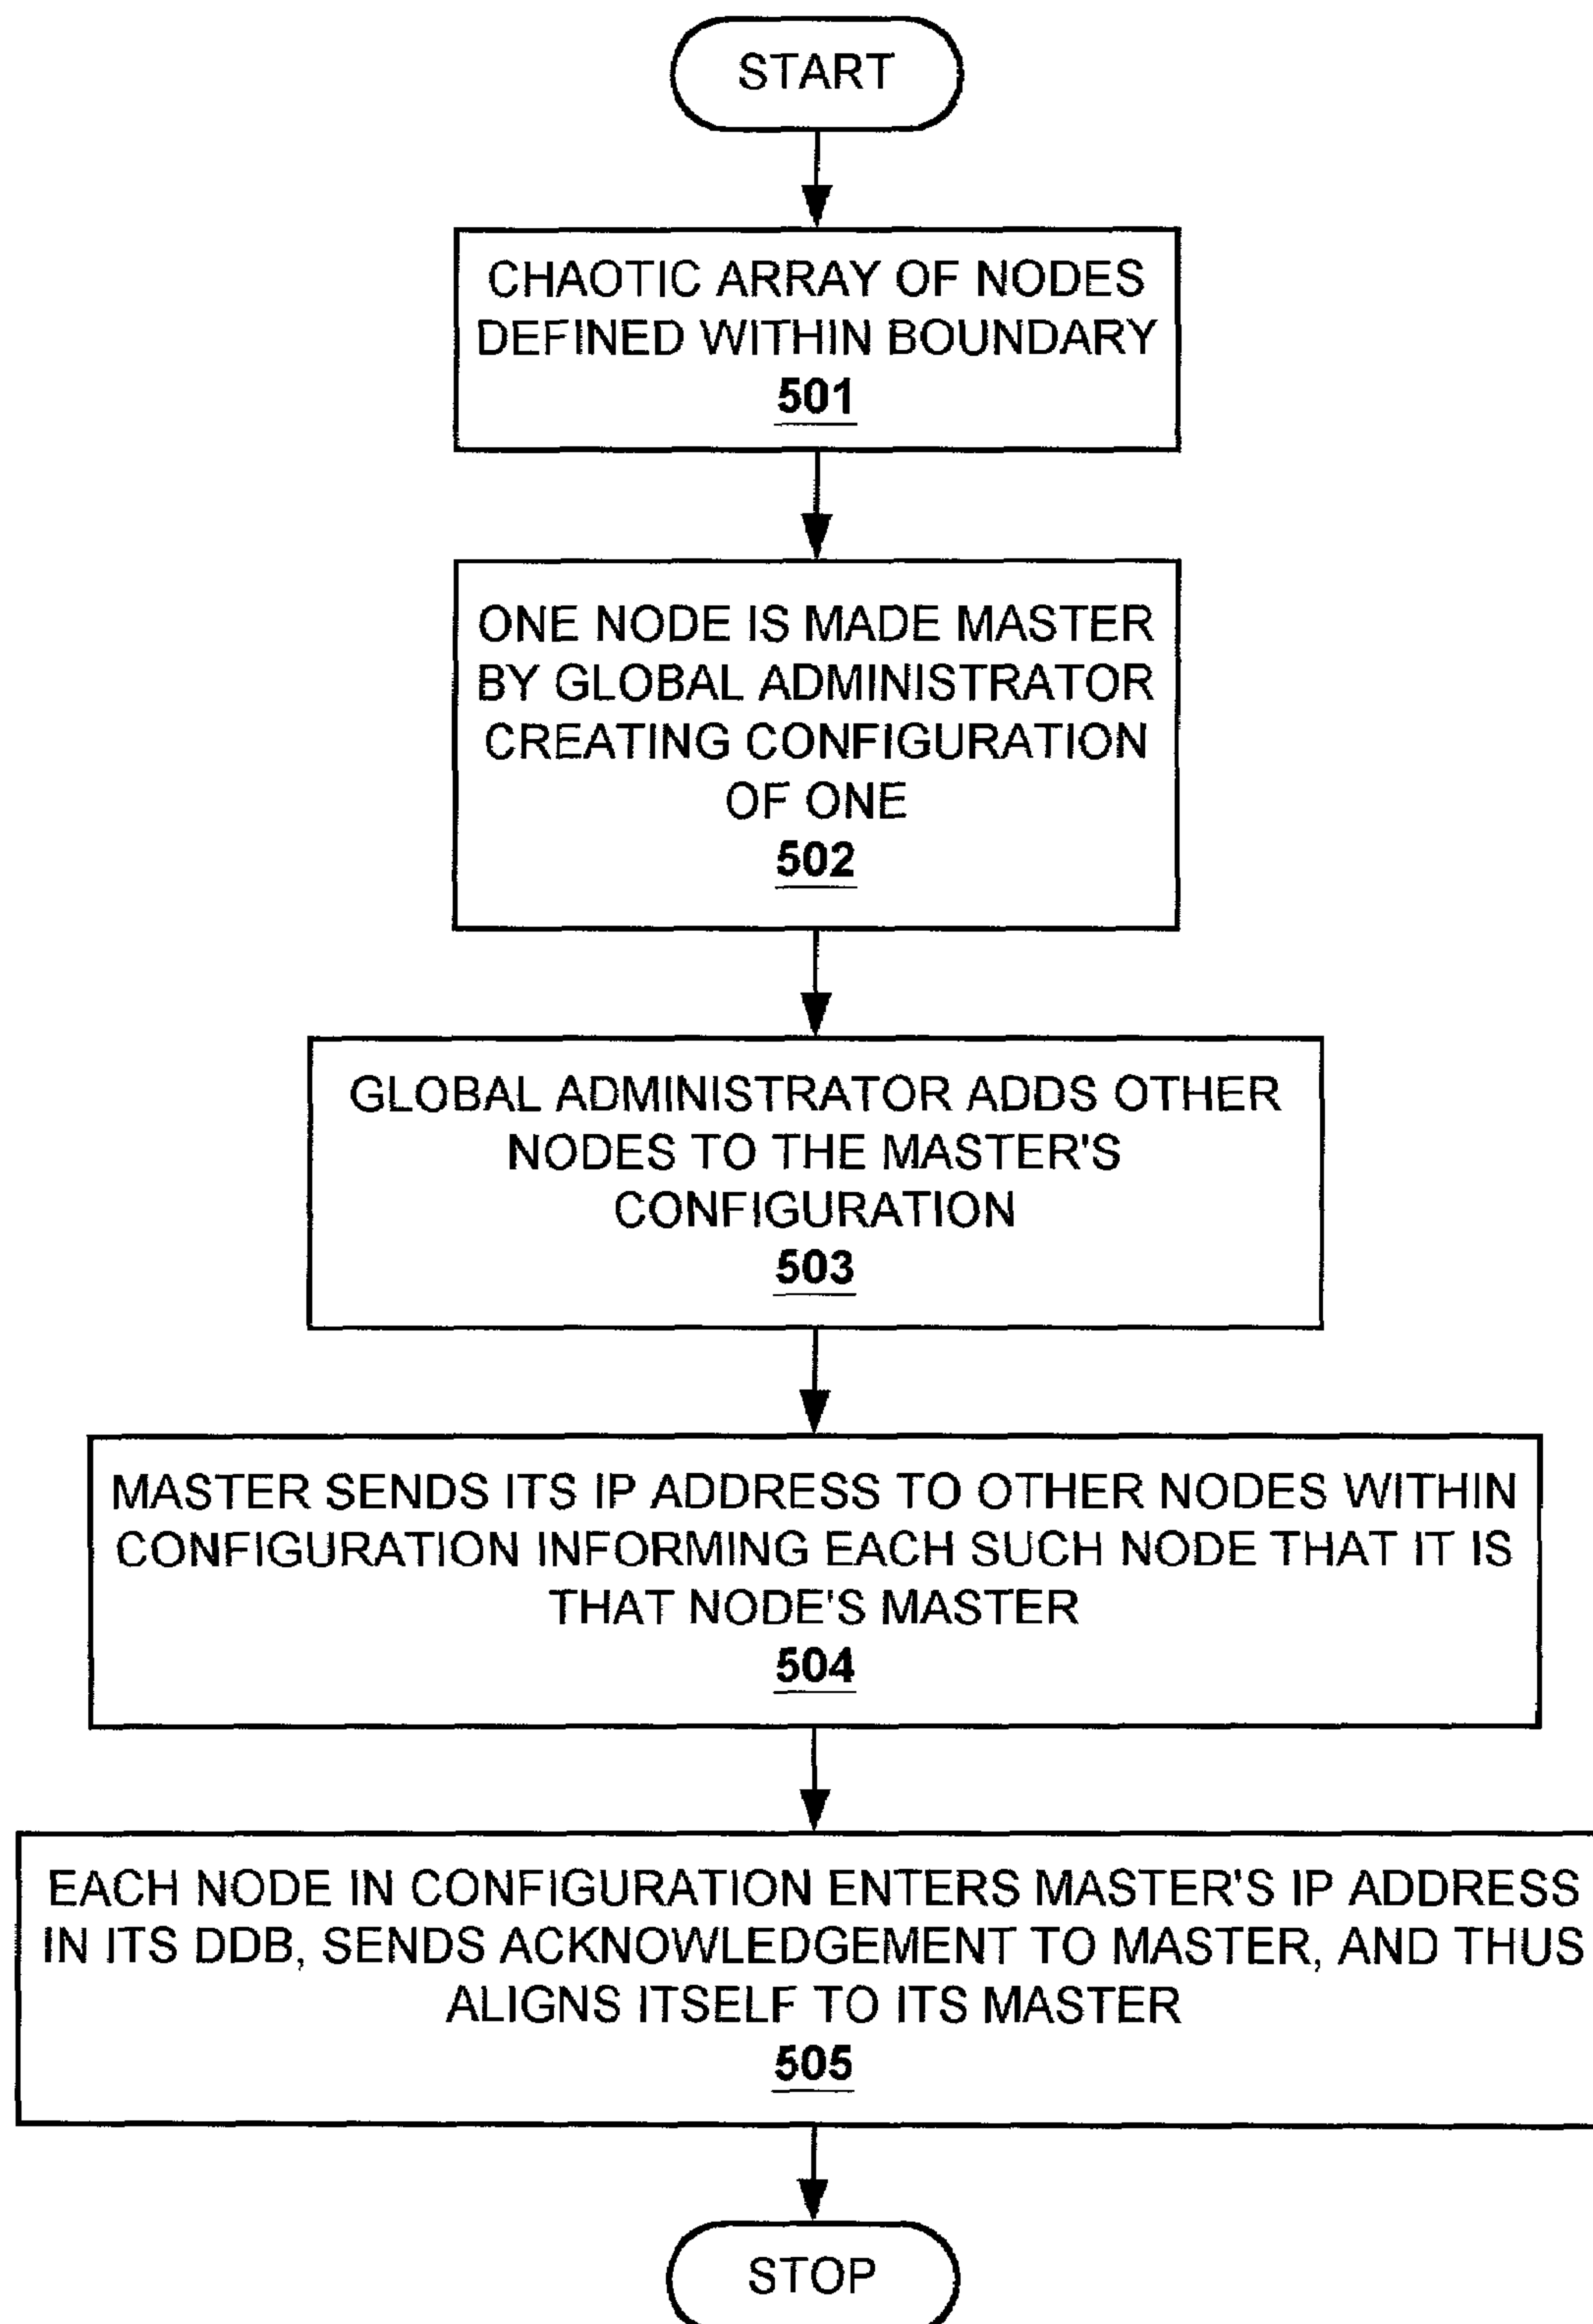 START
CHAOTIC ARRAY OF NODES
DEFINED WITHIN BOUNDARY
501
ONE NODE IS MADE MASTER
BY GLOBAL ADMINISTRATOR
CREATING CONFIGURATION
OF ONE
502
GLOBAL ADMINISTRATOR ADDS OTHER
NODES TO THE MASTER'S
CONFIGURATION
503
MASTER SENDS ITS IP ADDRESS TO OTHER NODES WITHIN
CONFIGURATION INFORMING EACH SUCH NODE THAT IT IS
THAT NODE'S MASTER
504
EACH NODE IN CONFIGURATION ENTERS MASTER'S IP ADDRESS
IN ITS DDB, SENDS ACKNOWLEDGEMENT TO MASTER, AND THUS
ALIGNS ITSELF TO ITS MASTER
505
STOP